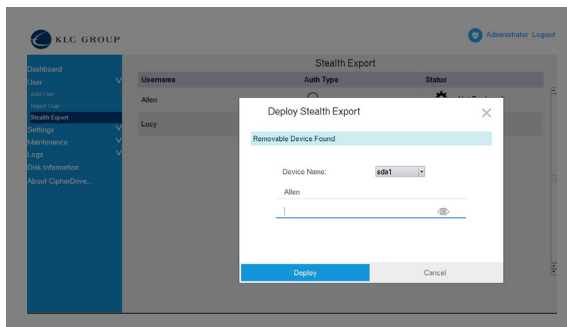 KLC GROUP
Administrator Logout
Dashboard
User
Add User
Import User
Stealth Export
Settings
Maintenance
Logs
Disk Information
About CipherDrive...
Stealth Export
Username Auth Type Status
Allen
Lucy
Deploy Stealth Export
Removable Device Found
Device Name: sda1
Allen
Deploy Cancel